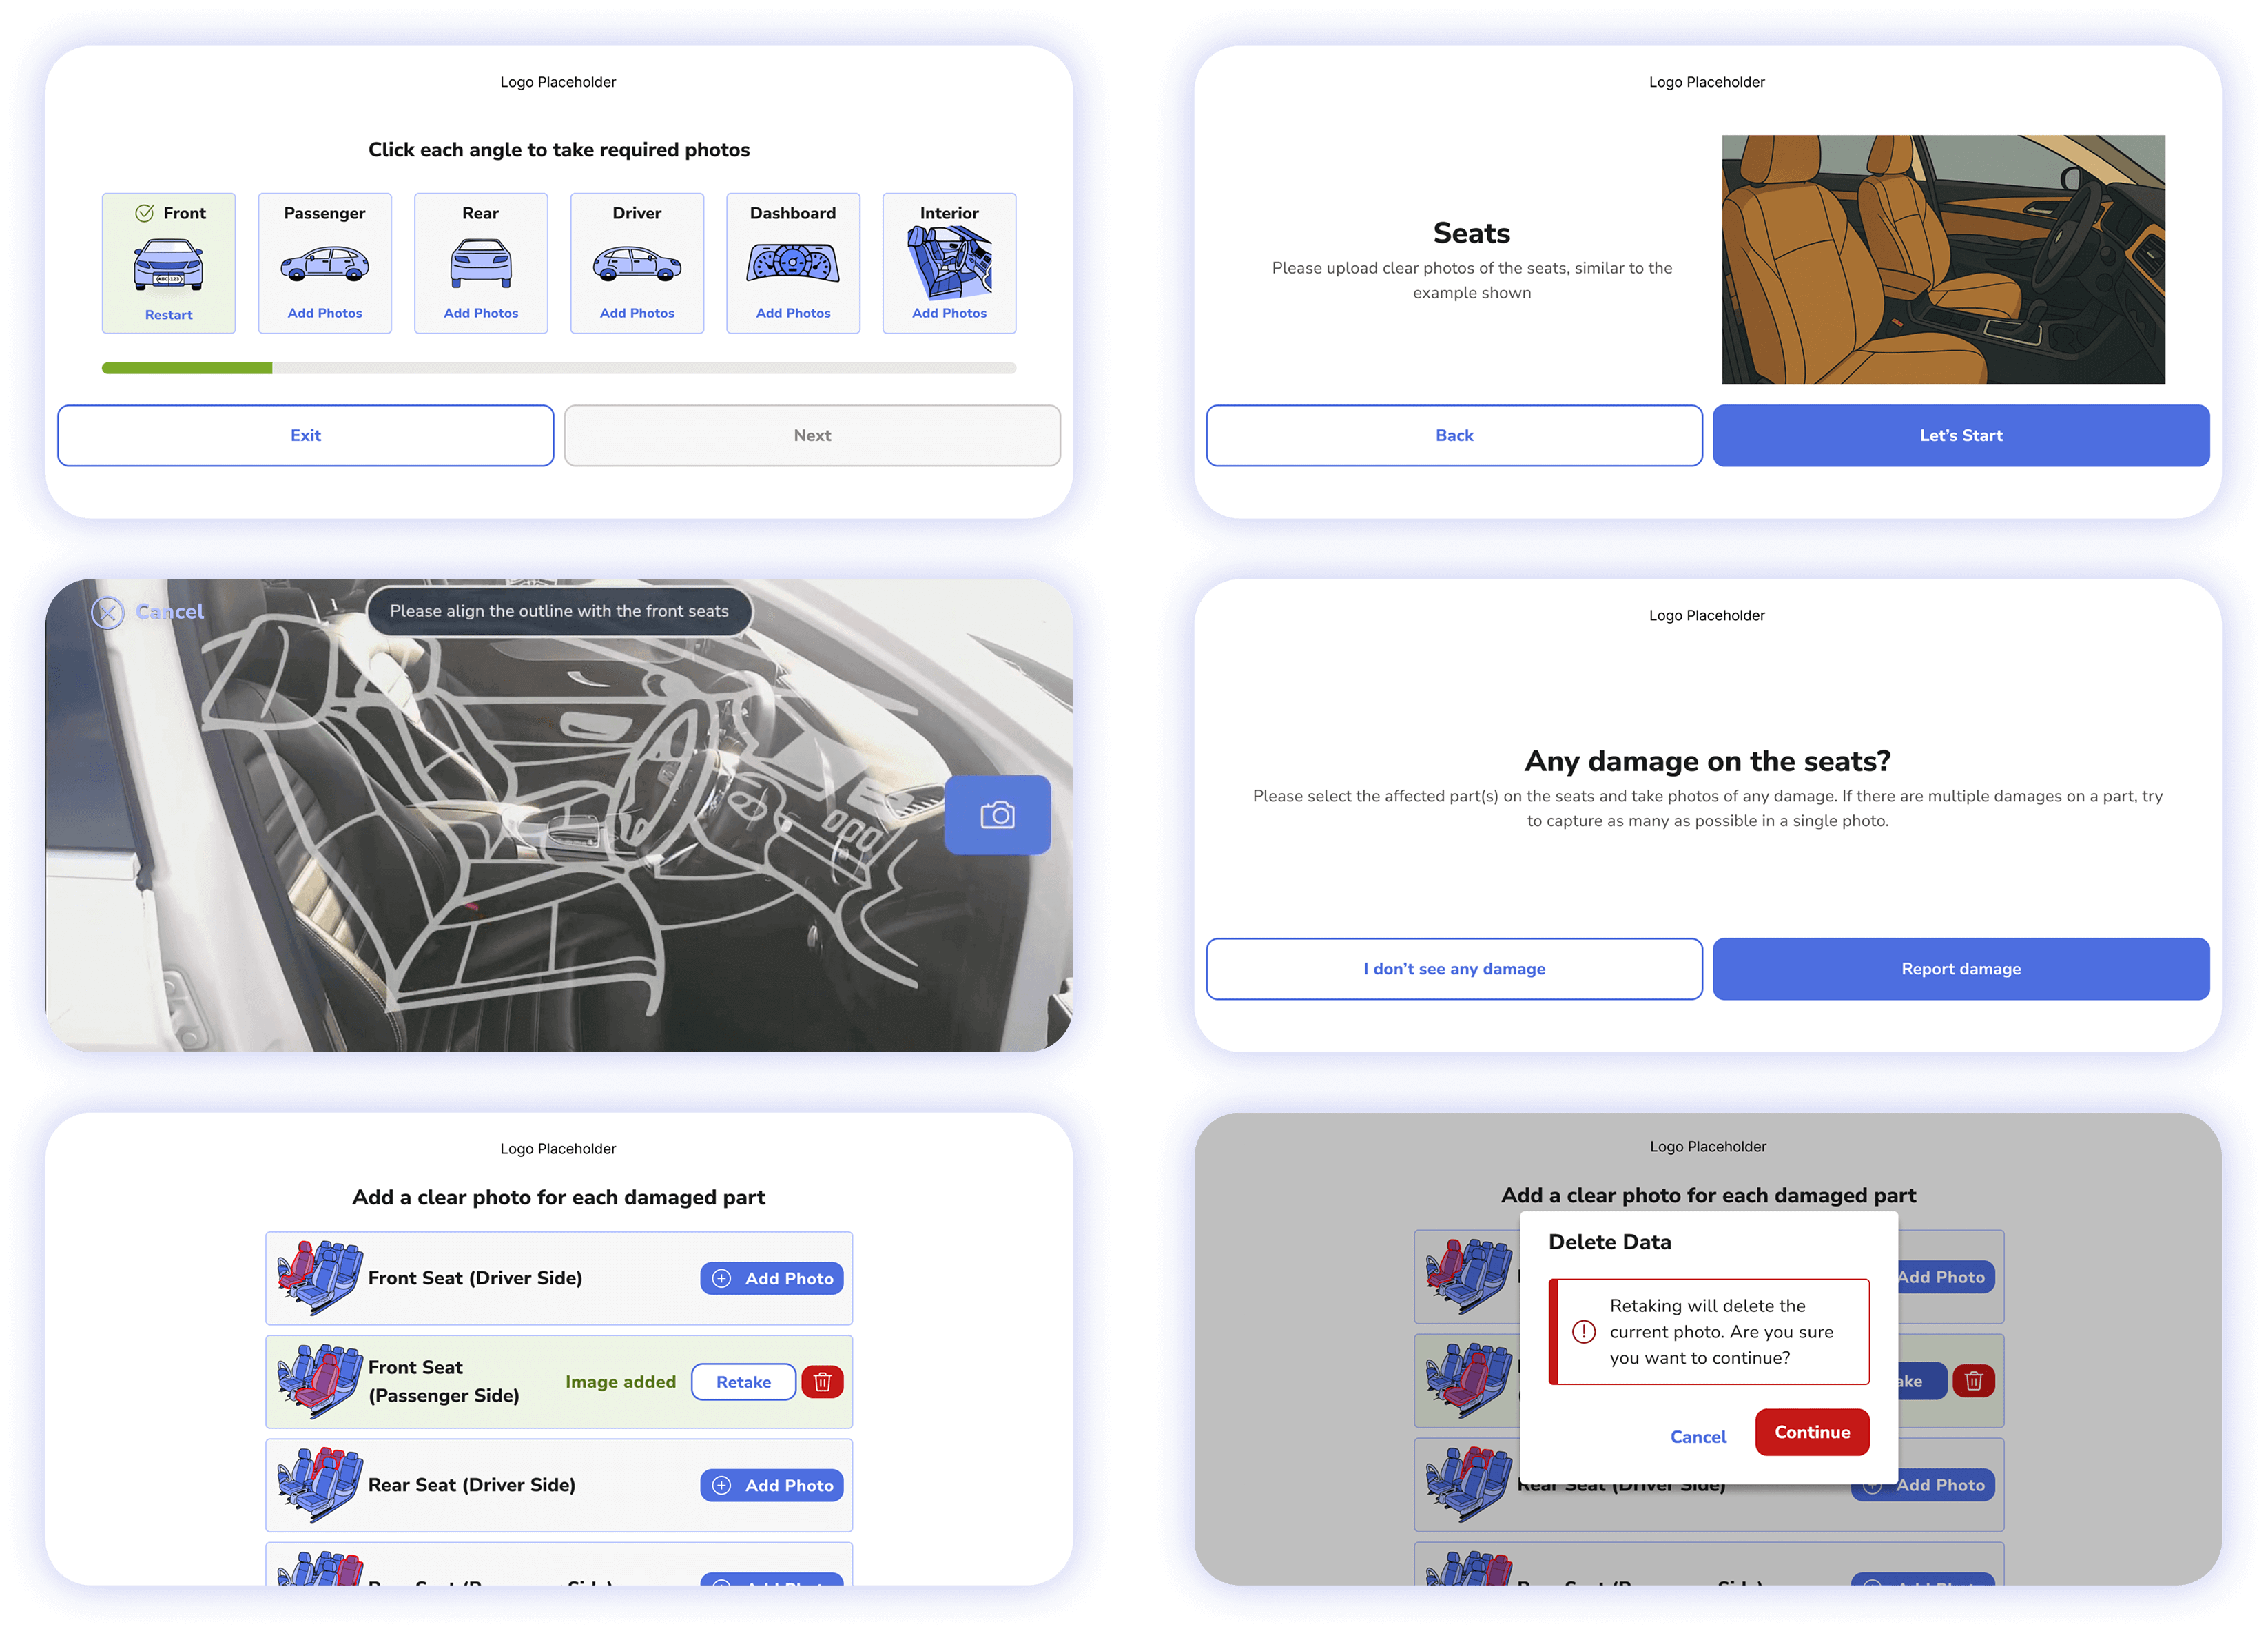 Logo Placeholder
Click each angle to take required photos
Front
Passenger
Rear
Driver
Dashboard
Interior
ABC 123
Restart
Add Photos
Add Photos
Add Photos
Add Photos
Add Photos
Exit
Next
Logo Placeholder
Seats
Please upload clear photos of the seats, similar to the
example shown
Back
Let’s Start
Cancel
Please align the outline with the front seats
Logo Placeholder
Any damage on the seats?
Please select the affected part(s) on the seats and take photos of any damage. If there are multiple damages on a part, try
to capture as many as possible in a single photo.
I don’t see any damage
Report damage
Logo Placeholder
Add a clear photo for each damaged part
Front Seat (Driver Side)
Add Photo
Front Seat
(Passenger Side)
Image added
Retake
Rear Seat (Driver Side)
Add Photo
Logo Placeholder
Add a clear photo for each damaged part
Add Photo
Delete Data
Retaking will delete the
current photo. Are you sure
you want to continue?
ake
Cancel
Continue
Rear Seat (Driver Side)
Add Photo